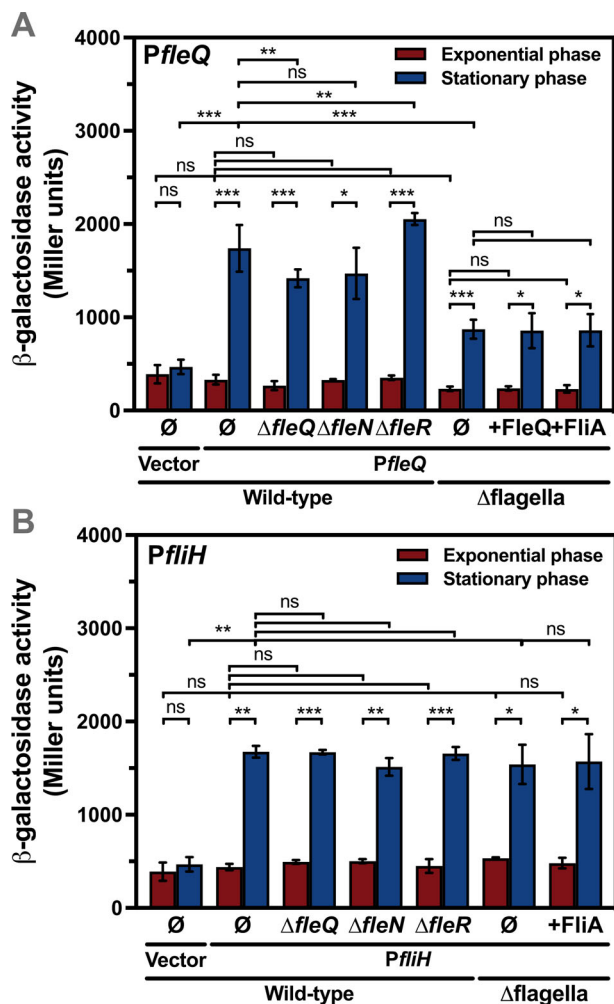 A
PfleQ
Exponential phase
Stationary phase
β-galactosidase activity
(Miller units)
4000
3000
2000
1000
0
**
ns
**
*** ***
ns
ns
ns *** *** * ***
ns
ns
*** * *
Ø Ø ΔfleQ ΔfleN ΔfleR Ø +FleQ +FliA
Vector PfleQ
Wild-type Δflagella
B
PfliH
Exponential phase
Stationary phase
β-galactosidase activity
(Miller units)
4000
3000
2000
1000
0
ns
** ns
ns
ns ns
ns ** *** ** *** * *
Ø Ø ΔfleQ ΔfleN ΔfleR Ø +FliA
Vector PfliH
Wild-type Δflagella